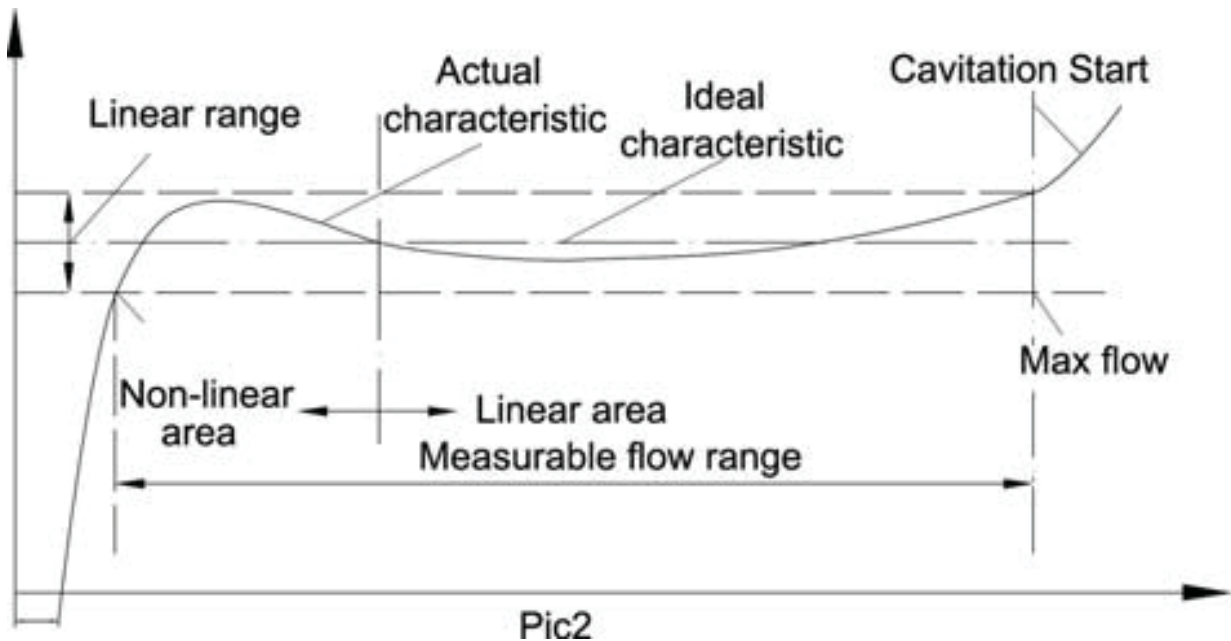 Linear range
Actual
characteristic
Ideal
characteristic
Cavitation Start
Max flow
Non-linear
area
Linear area
Measurable flow range
Pic2